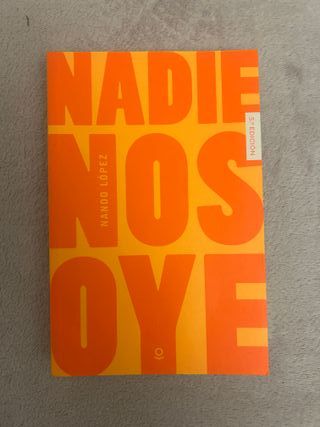 NADIE
NOS
OYE
NANDO LÓPEZ
5ª EDICIÓN